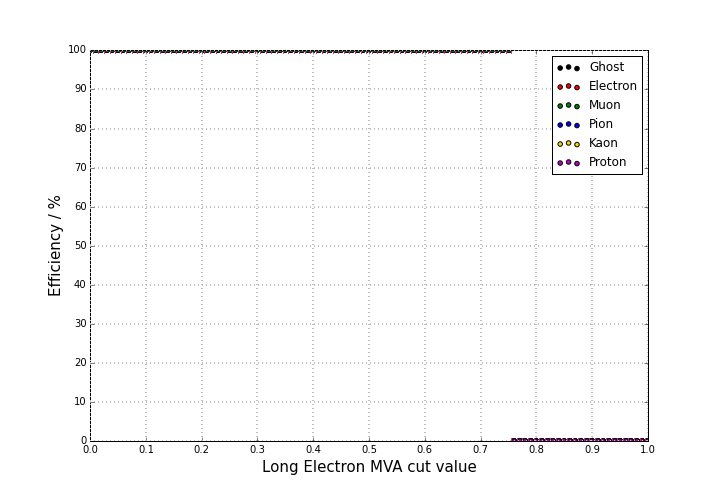 100
90
80
70
60
50
40
30
20
10
0
Efficiency / %
Ghost
Electron
Muon
Pion
Kaon
Proton
0.0 0.1 0.2 0.3 0.4 0.5 0.6 0.7 0.8 0.9 1.0
Long Electron MVA cut value